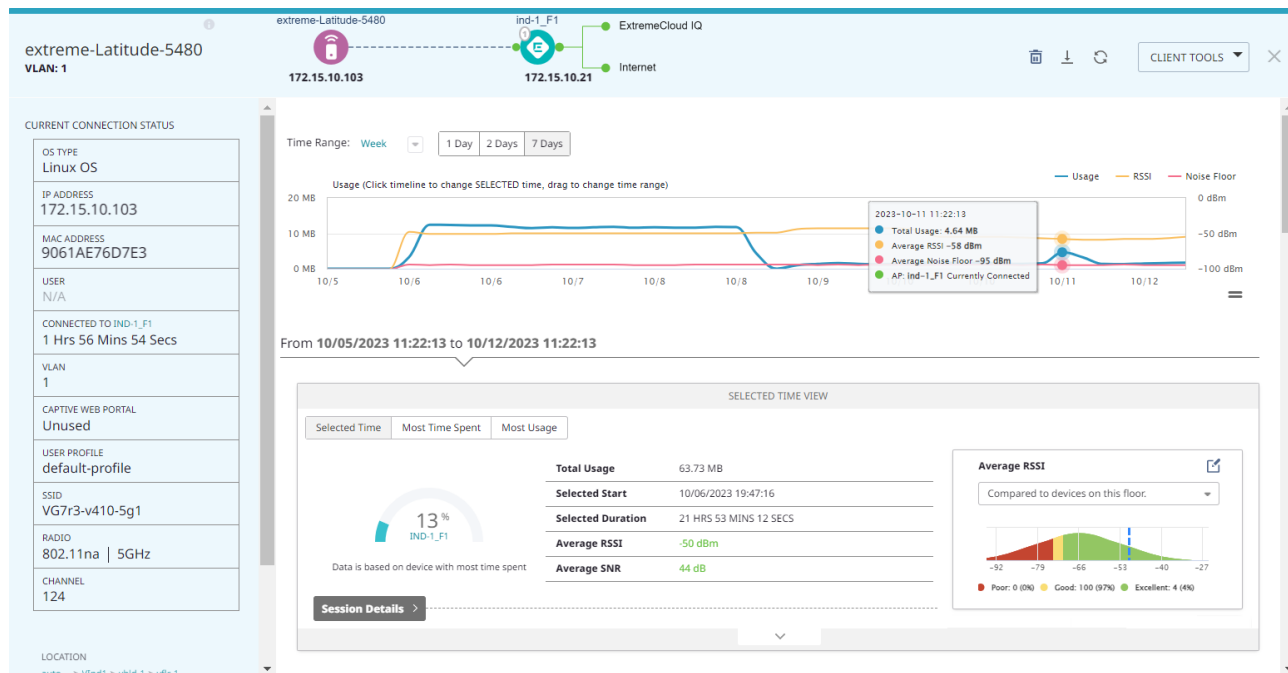 extreme-Latitude-5480
VLAN: 1
extreme-Latitude-5480
172.15.10.103
ind-1_F1
1
172.15.10.21
ExtremeCloud IQ
Internet
CLIENT TOOLS
CURRENT CONNECTION STATUS
OS TYPE
Linux OS
IP ADDRESS
172.15.10.103
MAC ADDRESS
9061AE76D7E3
USER
N/A
CONNECTED TO IND-1_F1
1 Hrs 56 Mins 54 Secs
VLAN
1
CAPTIVE WEB PORTAL
Unused
USER PROFILE
default-profile
SSID
VG7r3-v410-5g1
RADIO
802.11na | 5GHz
CHANNEL
124
LOCATION
Time Range: Week 1 Day 2 Days 7 Days
Usage (Click timeline to change SELECTED time, drag to change time range)
Usage RSSI Noise Floor
20 MB
10 MB
0 MB
0 dBm
−50 dBm
−100 dBm
2023-10-11 11:22:13
Total Usage: 4.64 MB
Average RSSI −58 dBm
Average Noise Floor −95 dBm
AP: ind-1_F1 Currently Connected
10/5 10/6 10/6 10/7 10/8 10/8 10/9 10/10 10/10 10/11 10/12
From 10/05/2023 11:22:13 to 10/12/2023 11:22:13
SELECTED TIME VIEW
Selected Time Most Time Spent Most Usage
13 %
IND-1_F1
Data is based on device with most time spent
Total Usage 63.73 MB
Selected Start 10/06/2023 19:47:16
Selected Duration 21 HRS 53 MINS 12 SECS
Average RSSI -50 dBm
Average SNR 44 dB
Session Details >
Average RSSI
Compared to devices on this floor.
−92 −79 −66 −53 −40 −27
Poor: 0 (0%) Good: 100 (97%) Excellent: 4 (4%)